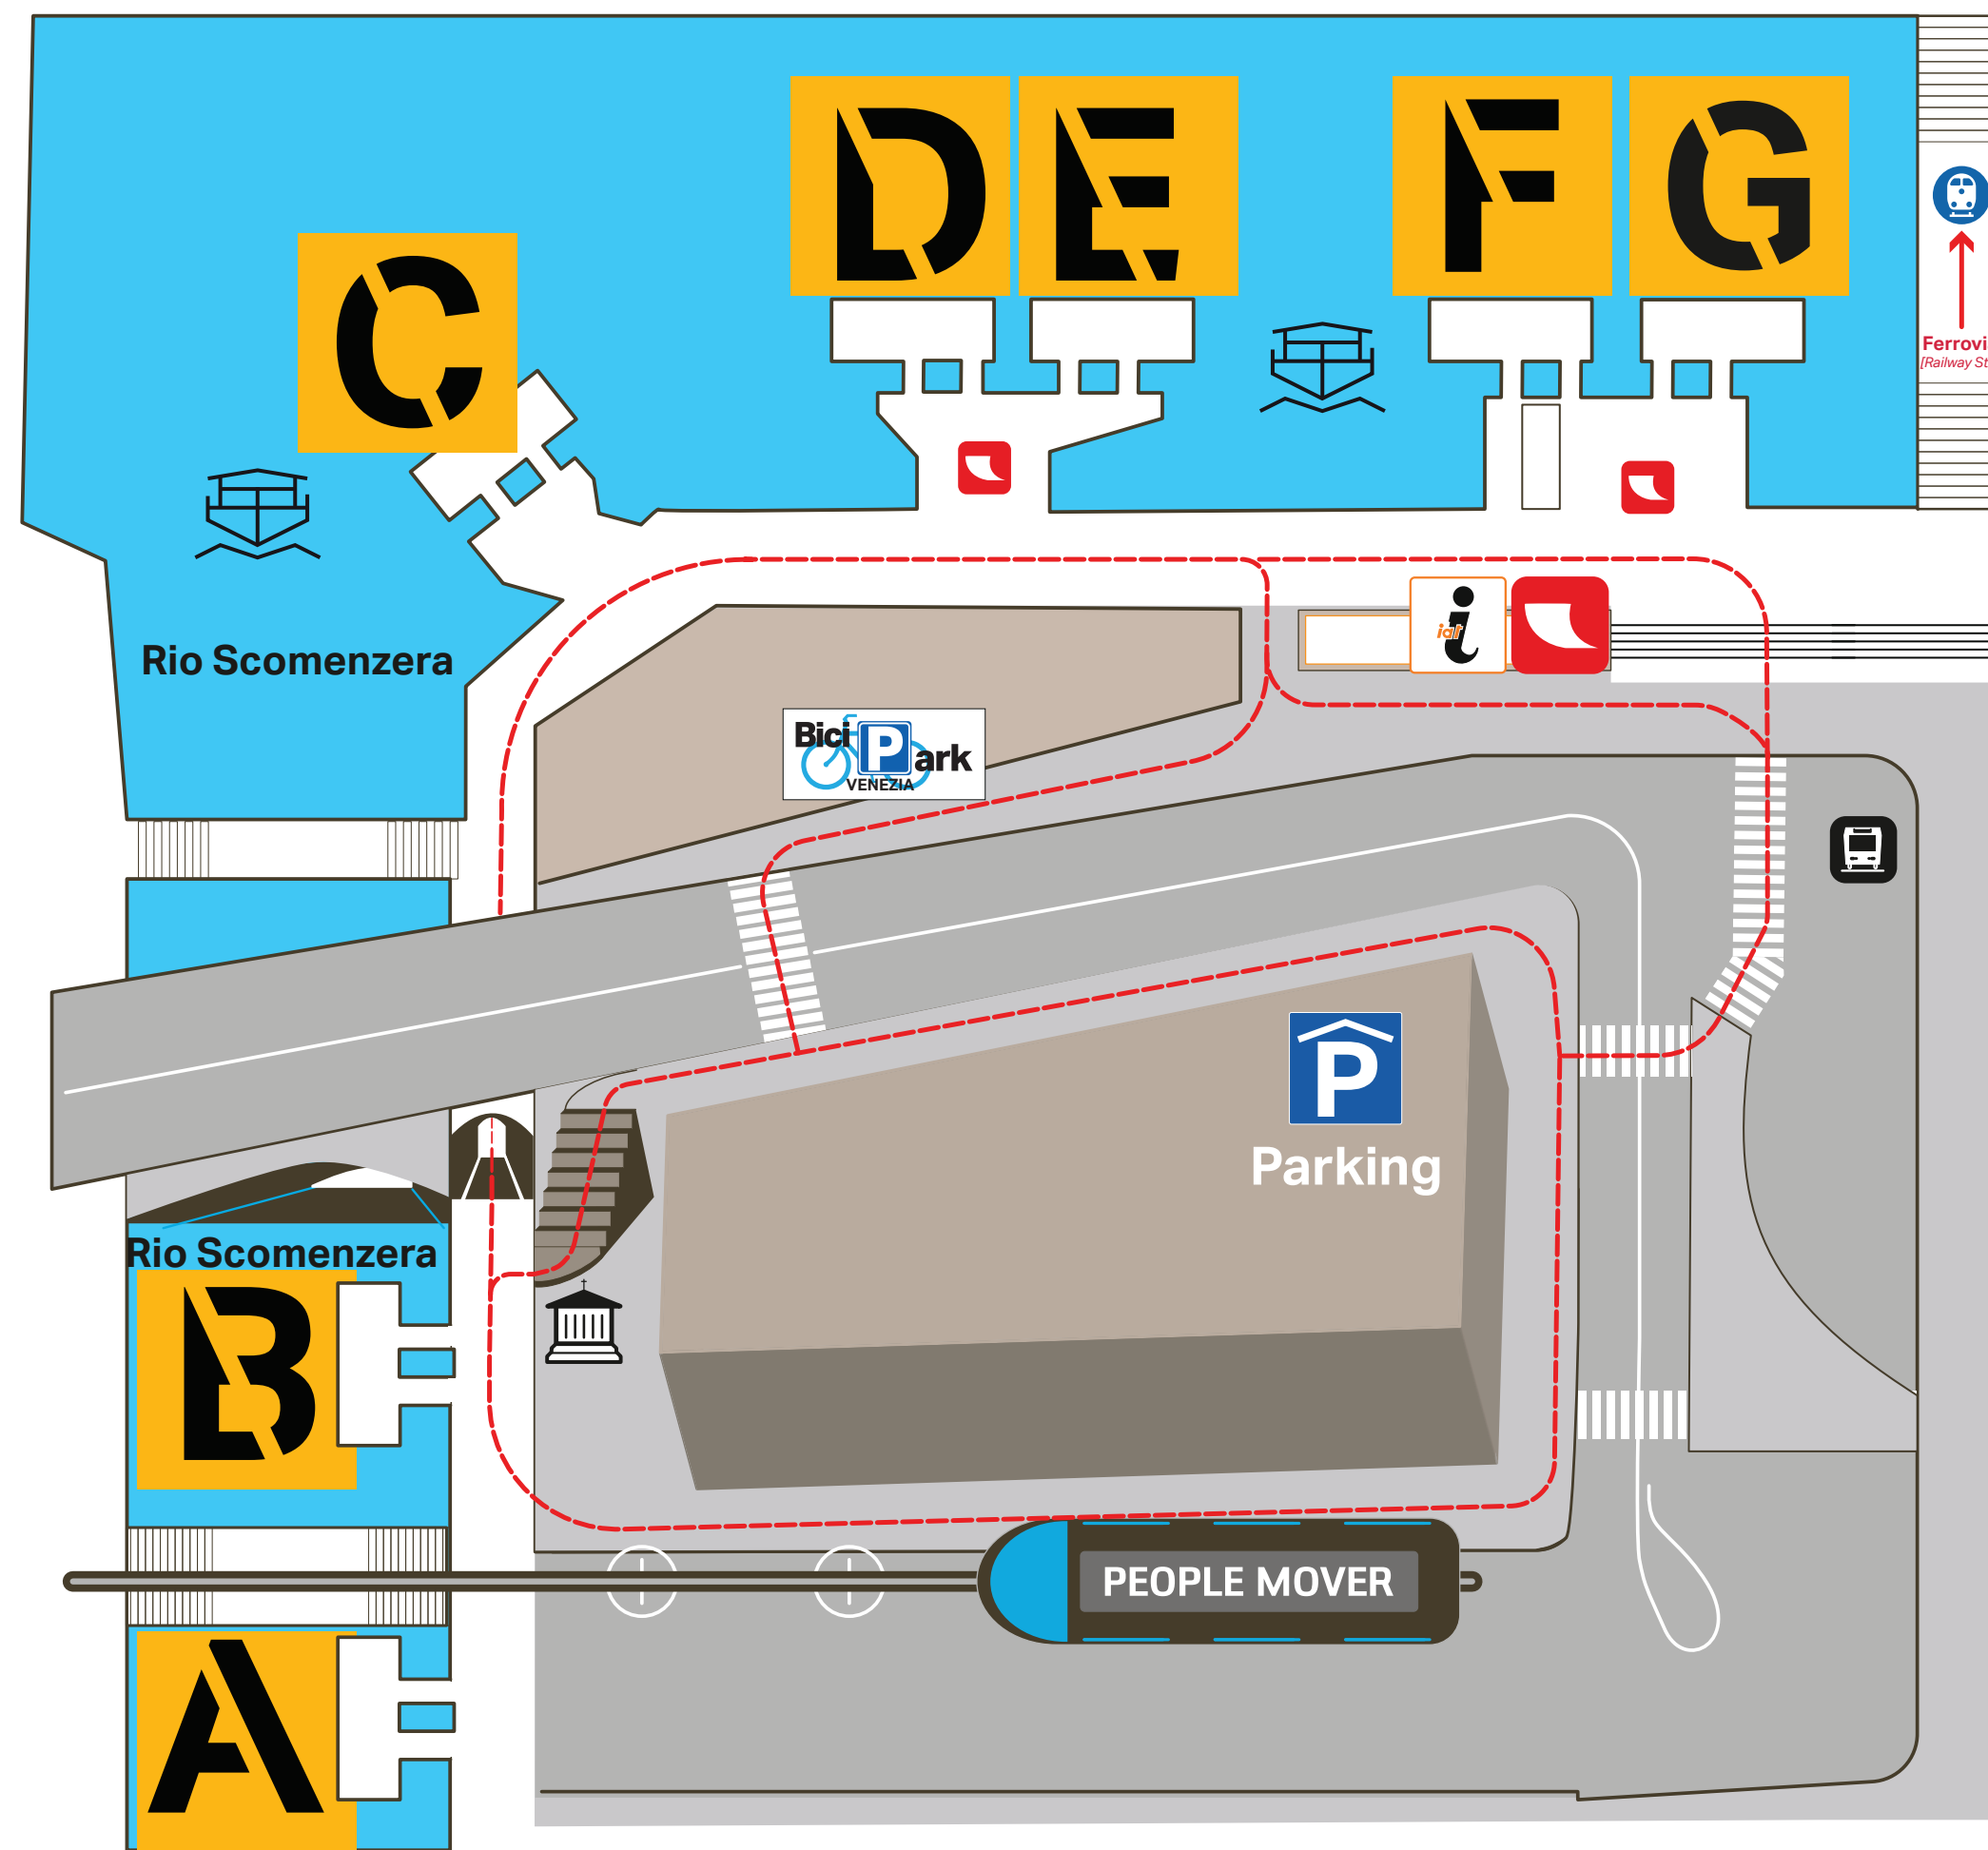 D E F G
C
Ferrovi
[Railway St
iat
i
Rio Scomenzera
Bici Park
VENEZIA
P
Parking
Rio Scomenzera
B
PEOPLE MOVER
A